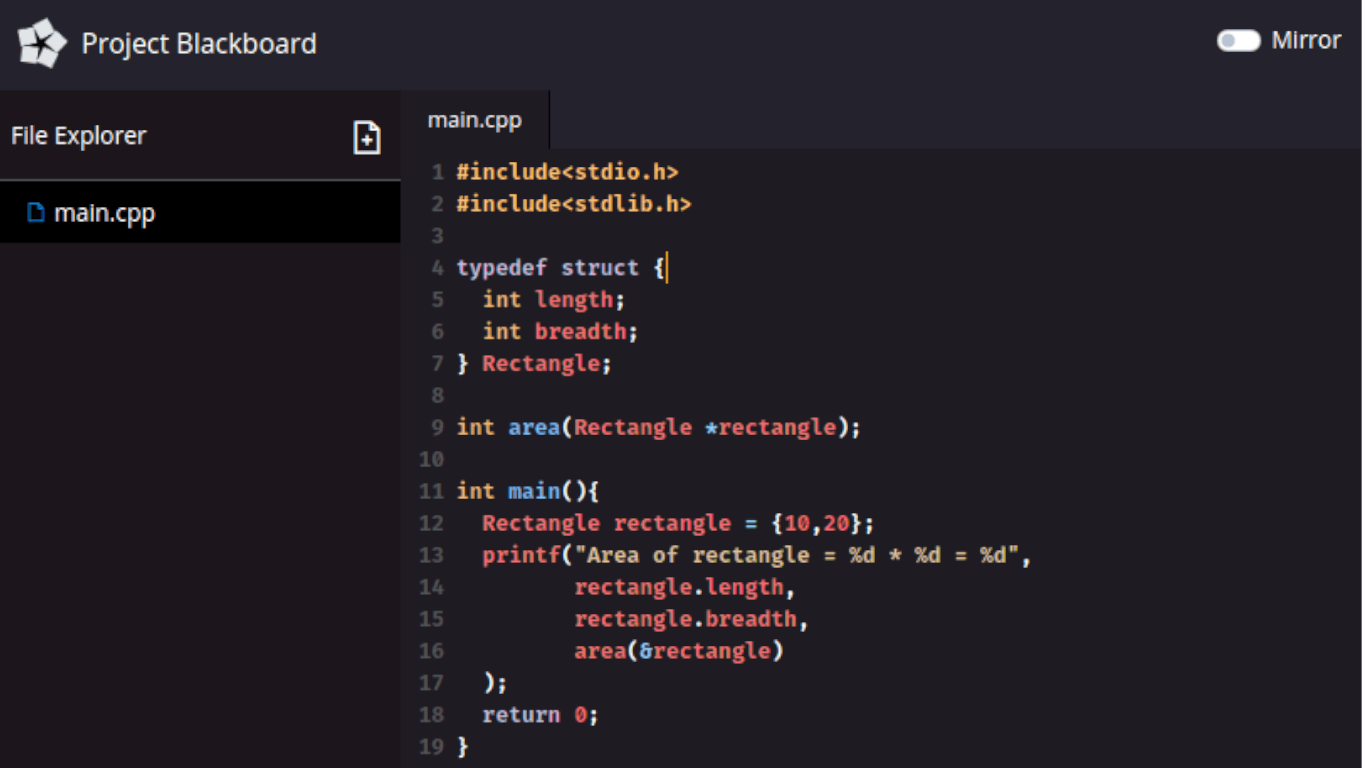 Project Blackboard
Mirror
File Explorer
main.cpp
main.cpp
1 #include<stdio.h>
2 #include<stdlib.h>
3
4 typedef struct {
5   int length;
6   int breadth;
7 } Rectangle;
8
9 int area(Rectangle *rectangle);
10
11 int main(){
12   Rectangle rectangle = {10,20};
13   printf("Area of rectangle = %d * %d = %d",
14          rectangle.length,
15          rectangle.breadth,
16          area(&rectangle)
17   );
18   return 0;
19 }